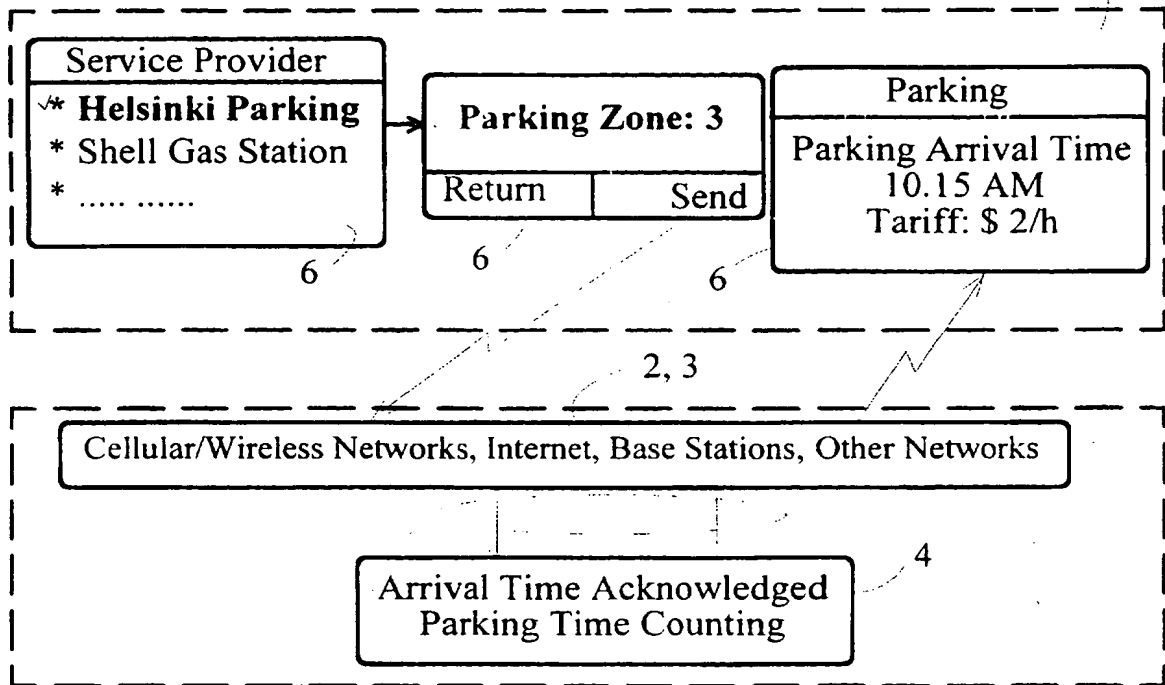 Service Provider
* Helsinki Parking
* Shell Gas Station
* ..... ......
6
Parking Zone: 3
Return Send
6
Parking
Parking Arrival Time
10.15 AM
Tariff: $ 2/h
6
2, 3
Cellular/Wireless Networks, Internet, Base Stations, Other Networks
Arrival Time Acknowledged
Parking Time Counting
4